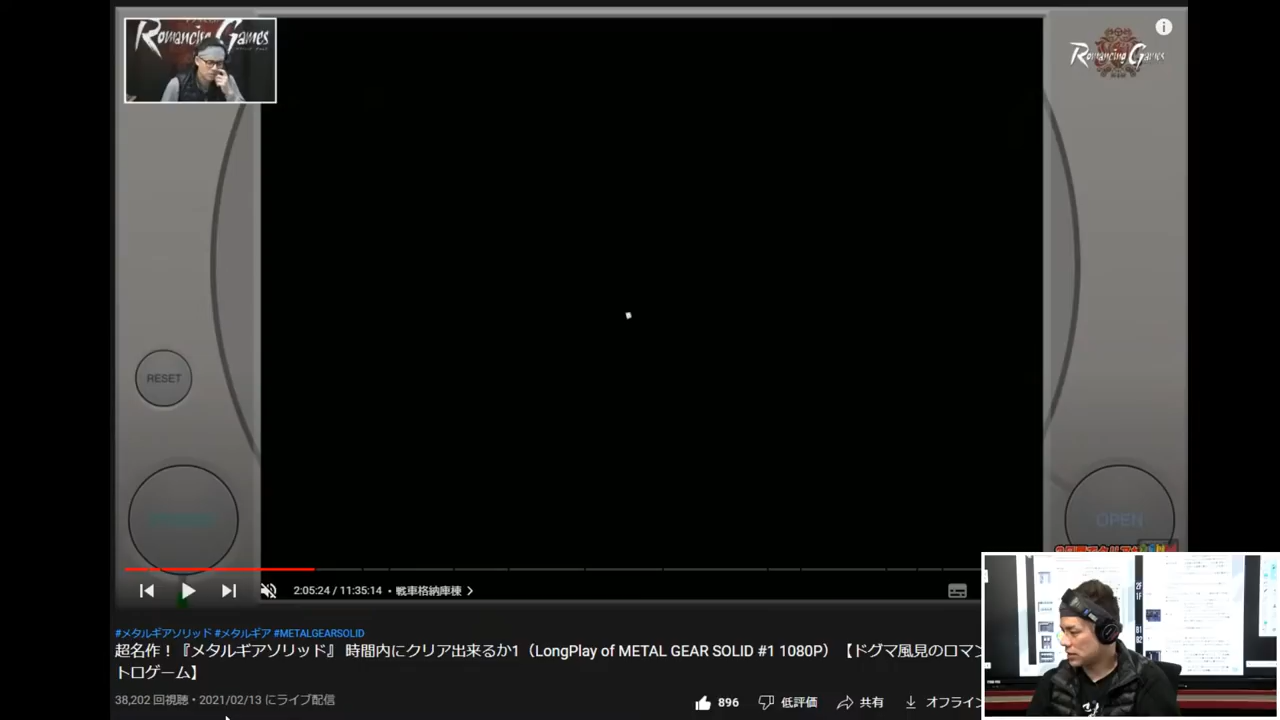 Romancing Games
Romancing Games
RESET
OPEN
2:05:24 / 11:35:14 ・ 戦車格納庫棟
#メタルギアソリッド #メタルギア #METALGEARSOLID
超名作！『メタルギアソリッド』 時間内にクリア出来るか1（LongPlay of METAL GEAR SOLID #1 1080P）【ドグマ風見のロマン
トロゲーム】
38,202 回視聴・2021/02/13 にライブ配信
896 低評価 共有 オフライン